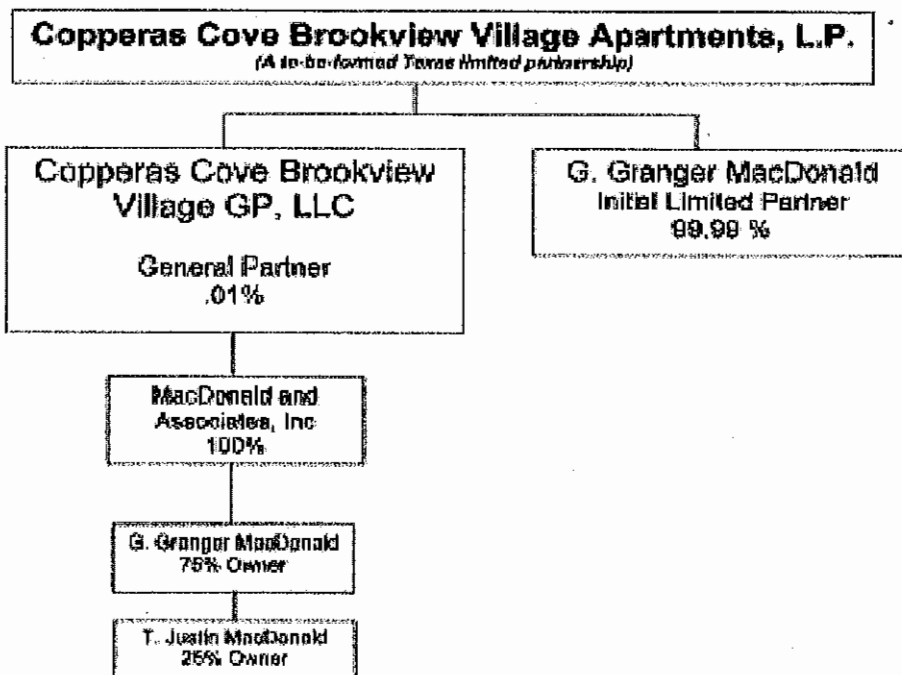 Copperas Cove Brookview Village Apartments, L.P.
(A to-be-formed Texas limited partnership)
Copperas Cove Brookview
Village GP, LLC
General Partner
.01%
G. Granger MacDonald
Initial Limited Partner
99.99 %
MacDonald and
Associates, Inc
100%
G. Granger MacDonald
75% Owner
T. Justin MacDonald
25% Owner